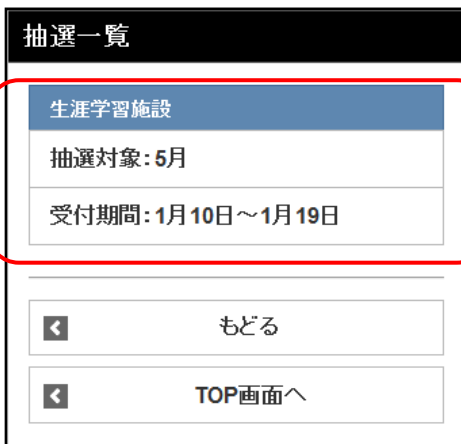 抽選一覧
生涯学習施設
抽選対象:5月
受付期間:1月10日～1月19日
もどる
TOP画面へ